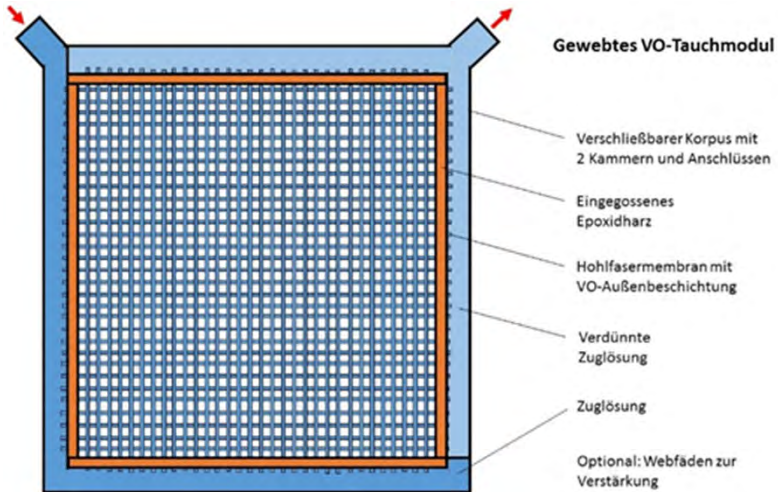 Gewebtes VO-Tauchmodul
Verschließbarer Korpus mit
2 Kammern und Anschlüssen
Eingegossenes
Epoxidharz
Hohlfasermembran mit
VO-Außenbeschichtung
Verdünnte
Zuglösung
Zuglösung
Optional: Webfäden zur
Verstärkung